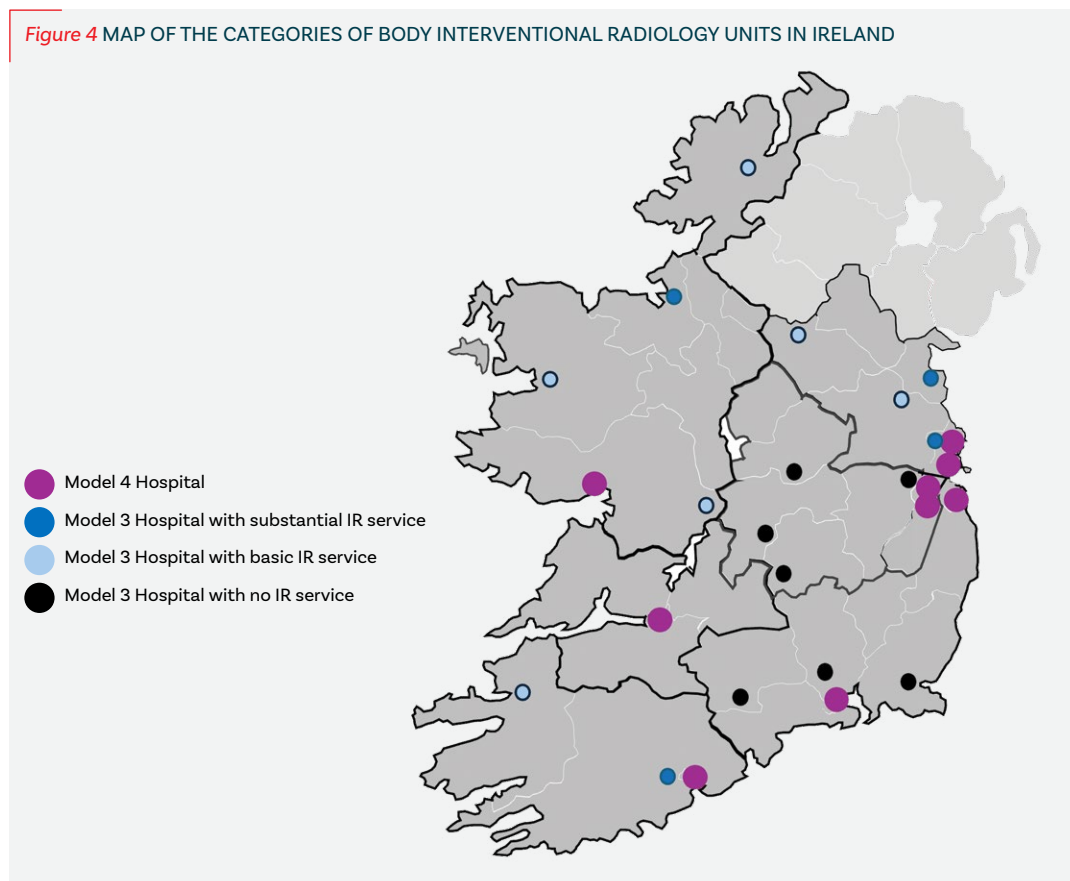 Figure 4 MAP OF THE CATEGORIES OF BODY INTERVENTIONAL RADIOLOGY UNITS IN IRELAND
Model 4 Hospital
Model 3 Hospital with substantial IR service
Model 3 Hospital with basic IR service
Model 3 Hospital with no IR service